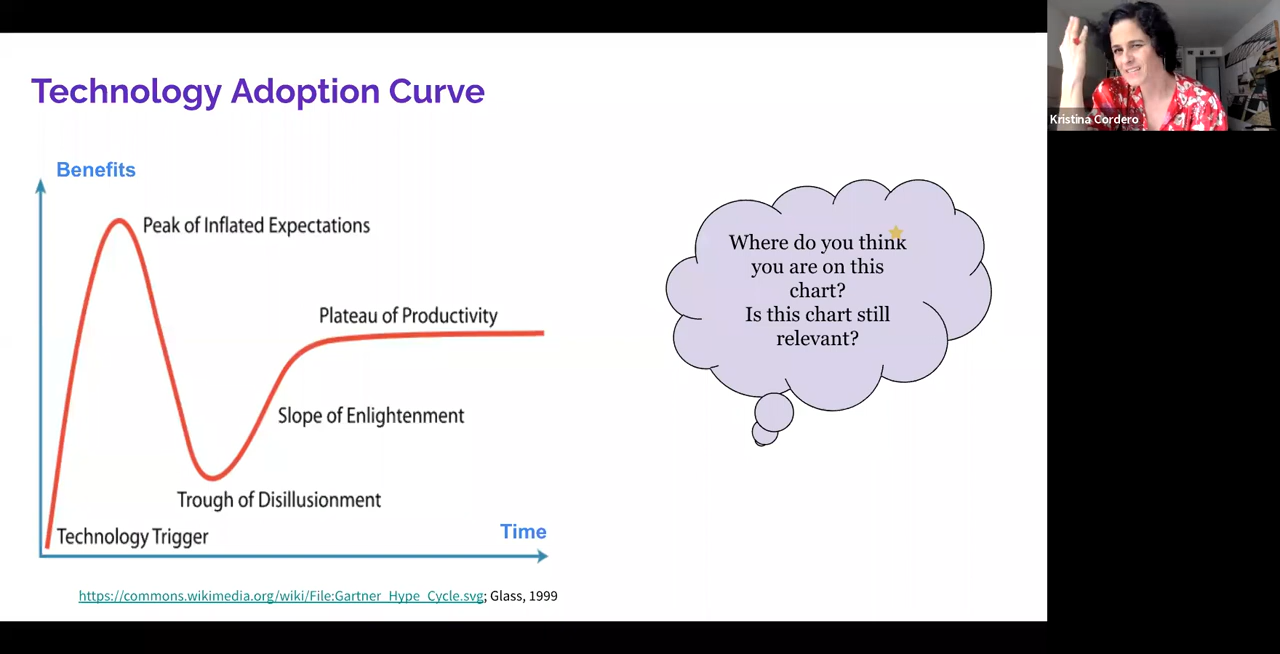 Technology Adoption Curve
Kristina Cordero
Benefits
Peak of Inflated Expectations
Plateau of Productivity
Slope of Enlightenment
Trough of Disillusionment
Technology Trigger
Time
Where do you think
you are on this
chart?
Is this chart still
relevant?
https://commons.wikimedia.org/wiki/File:Gartner_Hype_Cycle.svg; Glass, 1999